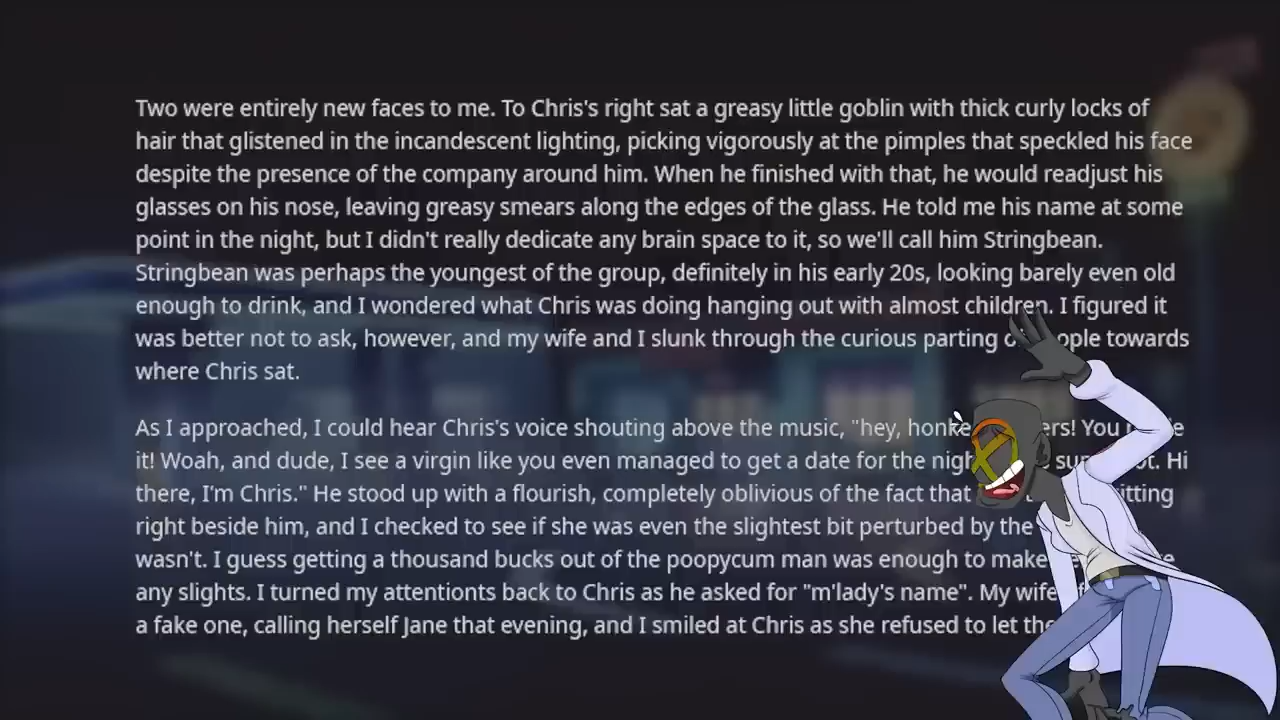 Two were entirely new faces to me. To Chris's right sat a greasy little goblin with thick curly locks of
hair that glistened in the incandescent lighting, picking vigorously at the pimples that speckled his face
despite the presence of the company around him. When he finished with that, he would readjust his
glasses on his nose, leaving greasy smears along the edges of the glass. He told me his name at some
point in the night, but I didn't really dedicate any brain space to it, so we'll call him Stringbean.
Stringbean was perhaps the youngest of the group, definitely in his early 20s, looking barely even old
enough to drink, and I wondered what Chris was doing hanging out with almost children. I figured it
was better not to ask, however, and my wife and I slunk through the curious parting towards
where Chris sat.
As I approached, I could hear Chris's voice shouting above the music, "hey, You
it! Woah, and dude, I see a virgin like you even managed to get a date for the Hi
there, I'm Chris." He stood up with a flourish, completely oblivious of the fact that
right beside him, and I checked to see if she was even the slightest bit perturbed by the
wasn't. I guess getting a thousand bucks out of the poopycum man was enough to make
any slights. I turned my attentionts back to Chris as he asked for "m'lady's name". My wife
a fake one, calling herself Jane that evening, and I smiled at Chris as she refused to let